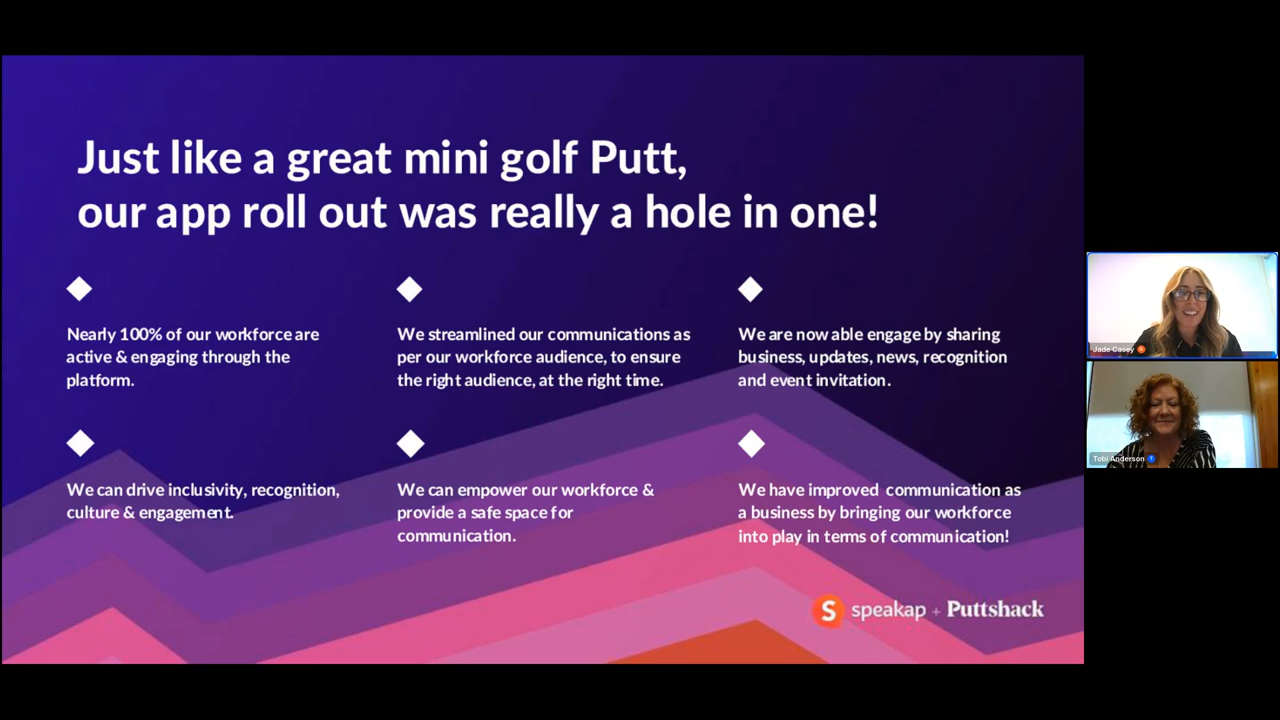 Just like a great mini golf Putt,
our app roll out was really a hole in one!
Nearly 100% of our workforce are
active & engaging through the
platform.
We streamlined our communications as
per our workforce audience, to ensure
the right audience, at the right time.
We are now able engage by sharing
business, updates, news, recognition
and event invitation.
We can drive inclusivity, recognition,
culture & engagement.
We can empower our workforce &
provide a safe space for
communication.
We have improved communication as
a business by bringing our workforce
into play in terms of communication!
S speakap + Puttshack
Jade Casey
Tobi Anderson